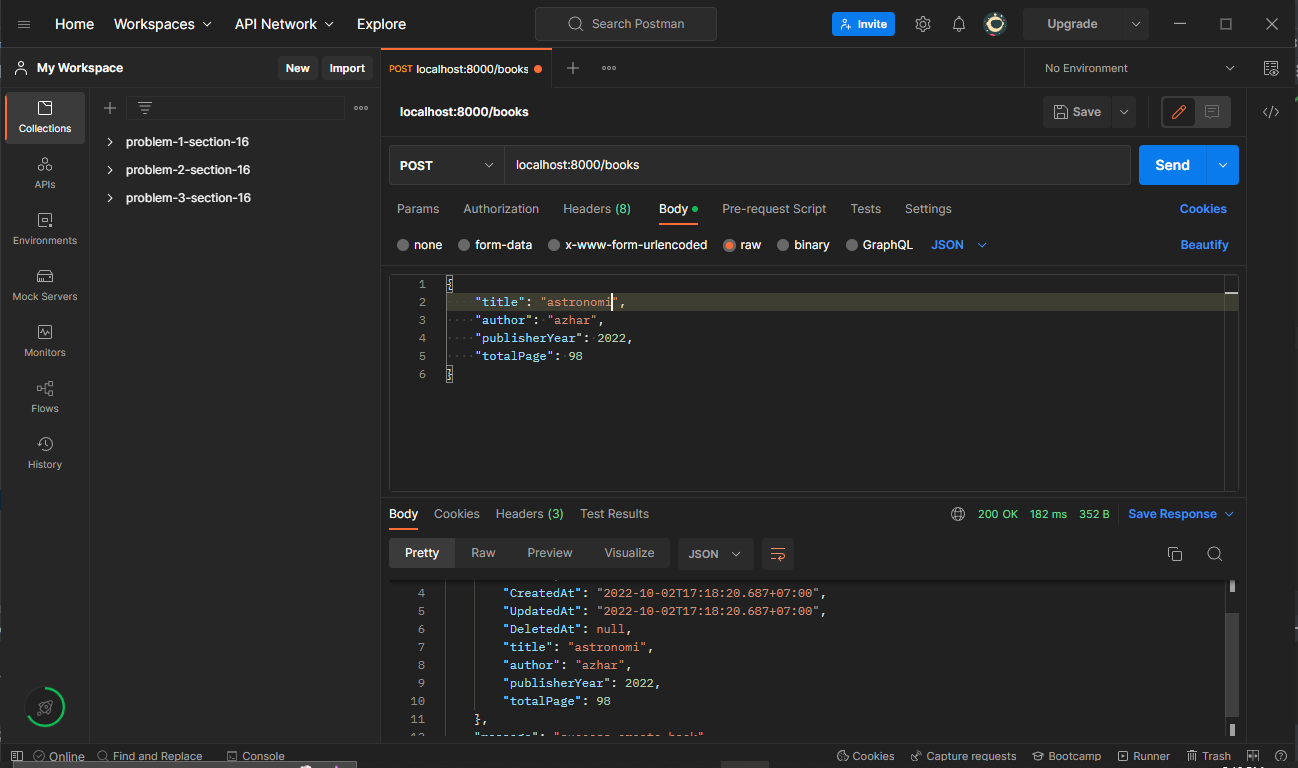 Home Workspaces API Network Explore Search Postman Invite Upgrade
My Workspace New Import POST localhost:8000/books No Environment
Collections
APIs
Environments
Mock Servers
Monitors
Flows
History
problem-1-section-16
problem-2-section-16
problem-3-section-16
localhost:8000/books Save
POST localhost:8000/books Send
Params Authorization Headers (8) Body Pre-request Script Tests Settings Cookies
none form-data x-www-form-urlencoded raw binary GraphQL JSON Beautify
1 {
2 "title": "astronomi",
3 "author": "azhar",
4 "publisherYear": 2022,
5 "totalPage": 98
6 }
Body Cookies Headers (3) Test Results 200 OK 182 ms 352 B Save Response
Pretty Raw Preview Visualize JSON
4 "CreatedAt": "2022-10-02T17:18:20.687+07:00",
5 "UpdatedAt": "2022-10-02T17:18:20.687+07:00",
6 "DeletedAt": null,
7 "title": "astronomi",
8 "author": "azhar",
9 "publisherYear": 2022,
10 "totalPage": 98
11 },
12 "message": "success create book"
Online Find and Replace Console Cookies Capture requests Bootcamp Runner Trash